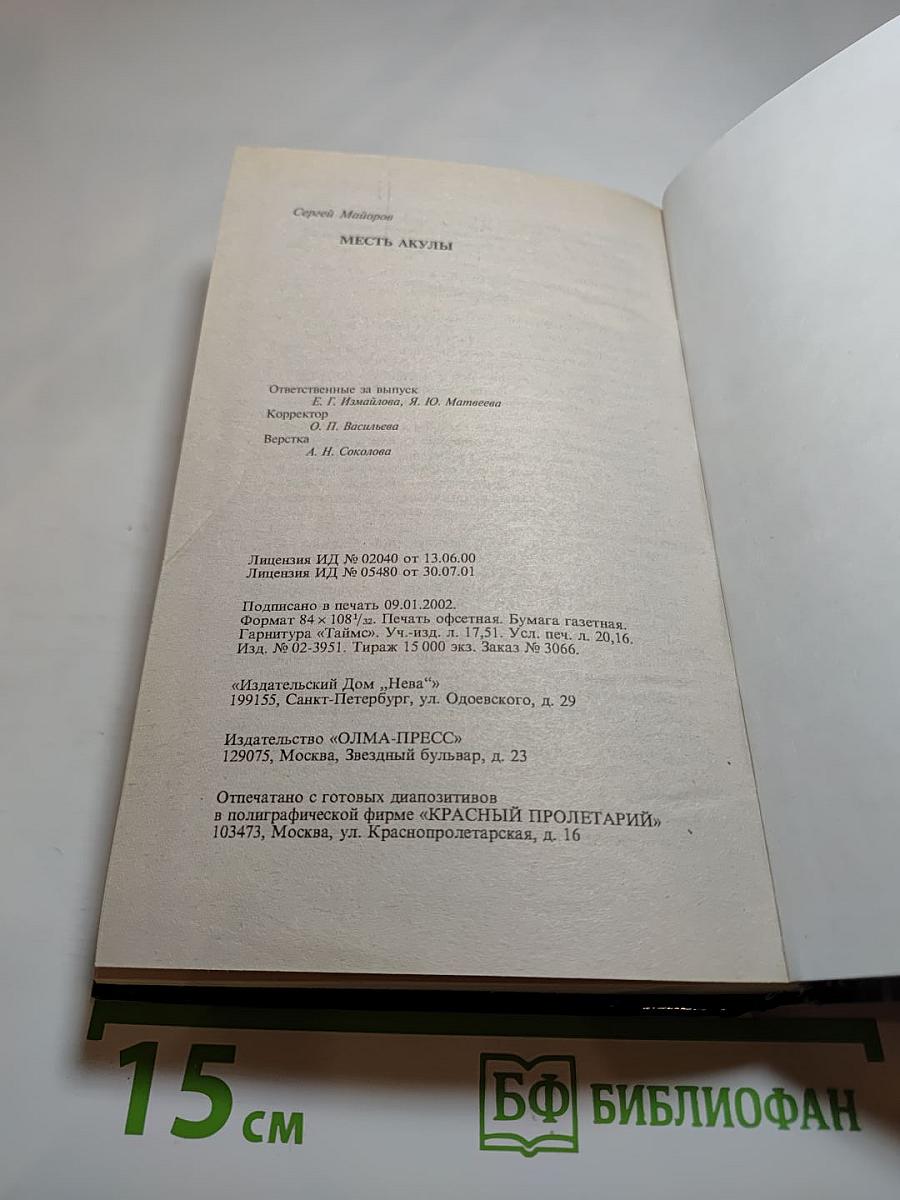 Сергей Майоров
МЕСТЬ АКУЛЫ
Ответственные за выпуск
Е. Г. Измайлова, Я. Ю. Матвеева
Корректор
О. П. Васильева
Верстка
А. Н. Соколова
Лицензия ИД № 02040 от 13.06.00
Лицензия ИД № 05480 от 30.07.01
Подписано в печать 09.01.2002.
Формат 84 × 108 1/32. Печать офсетная. Бумага газетная.
Гарнитура «Таймс». Уч.-изд. л. 17,51. Усл. печ. л. 20,16.
Изд. № 02-3951. Тираж 15 000 экз. Заказ № 3066.
«Издательский Дом „Нева“»
199155, Санкт-Петербург, ул. Одоевского, д. 29
Издательство «ОЛМА-ПРЕСС»
129075, Москва, Звездный бульвар, д. 23
Отпечатано с готовых диапозитивов
в полиграфической фирме «КРАСНЫЙ ПРОЛЕТАРИЙ»
103473, Москва, ул. Краснопролетарская, д. 16
15 см
БФ БИБЛИОФАН